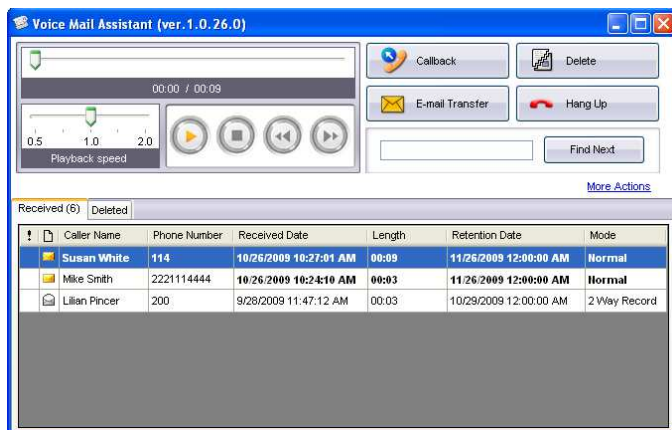 Voice Mail Assistant (ver.1.0.26.0)
00:00 / 00:09
Callback
Delete
E-mail Transfer
Hang Up
0.5 1.0 2.0
Playback speed
Find Next
More Actions
Received (6) Deleted
! Caller Name Phone Number Received Date Length Retention Date Mode
Susan White 114 10/26/2009 10:27:01 AM 00:09 11/26/2009 12:00:00 AM Normal
Mike Smith 2221114444 10/26/2009 10:24:10 AM 00:03 11/26/2009 12:00:00 AM Normal
Lilian Pincer 200 9/28/2009 11:47:12 AM 00:03 10/29/2009 12:00:00 AM 2 Way Record